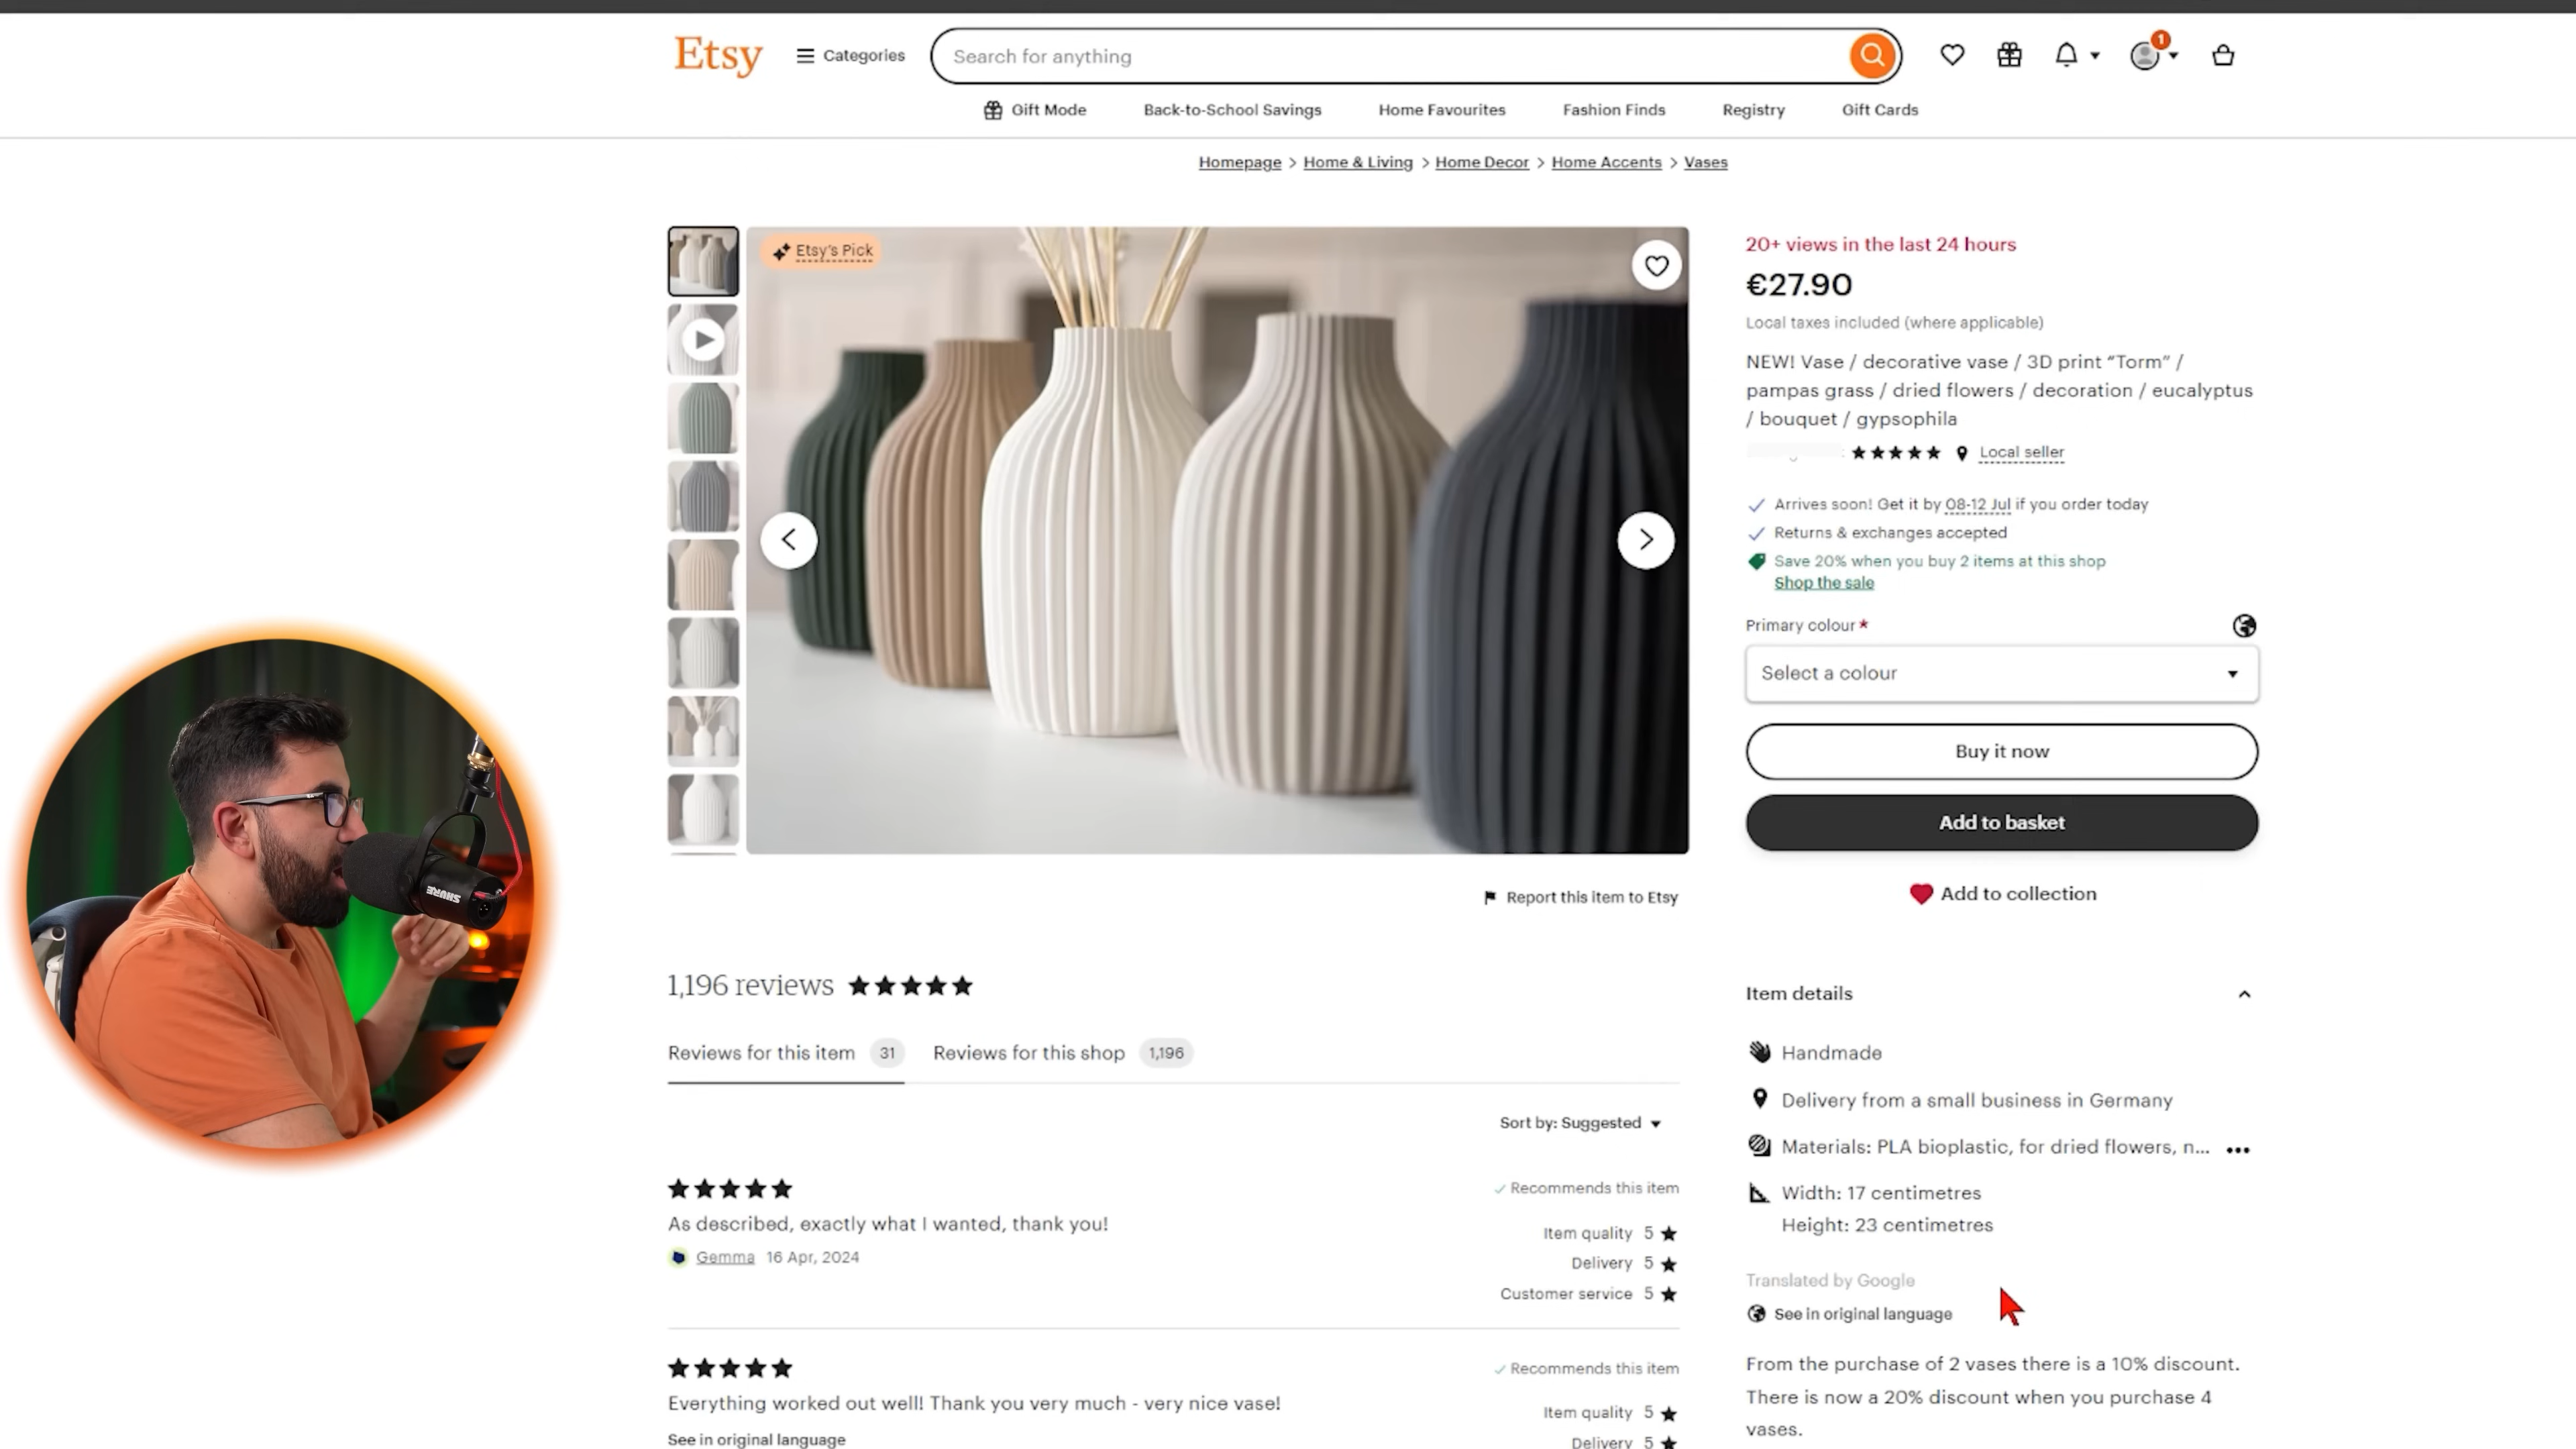 Etsy
Categories
Search for anything
1
Gift Mode
Back-to-School Savings
Home Favourites
Fashion Finds
Registry
Gift Cards
Homepage > Home & Living > Home Decor > Home Accents > Vases
Etsy's Pick
20+ views in the last 24 hours
€27.90
Local taxes included (where applicable)
NEW! Vase / decorative vase / 3D print “Torm” /
pampas grass / dried flowers / decoration / eucalyptus
/ bouquet / gypsophila
Local seller
Arrives soon! Get it by 08-12 Jul if you order today
Returns & exchanges accepted
Save 20% when you buy 2 items at this shop
Shop the sale
Primary colour *
Select a colour
Buy it now
Add to basket
Add to collection
SHURE
Report this item to Etsy
1,196 reviews
Reviews for this item 31
Reviews for this shop 1,196
Sort by: Suggested
Recommends this item
As described, exactly what I wanted, thank you!
Gemma 16 Apr, 2024
Item quality 5
Delivery 5
Customer service 5
Recommends this item
Everything worked out well! Thank you very much - very nice vase!
See in original language
Item quality 5
Delivery 5
Item details
Handmade
Delivery from a small business in Germany
Materials: PLA bioplastic, for dried flowers, n...
Width: 17 centimetres
Height: 23 centimetres
Translated by Google
See in original language
From the purchase of 2 vases there is a 10% discount.
There is now a 20% discount when you purchase 4
vases.